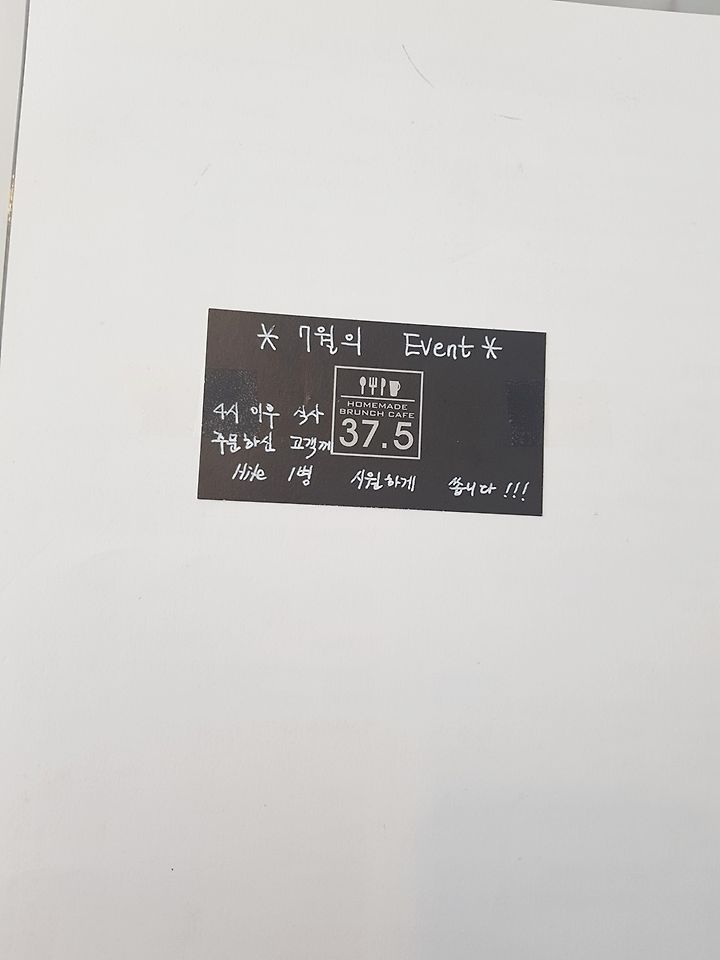 * 7월의 Event *
HOMEMADE
BRUNCH CAFE
37.5
4시 이후 식사
주문하신 고객께
Hite 1병 시원하게 쏩니다 !!!